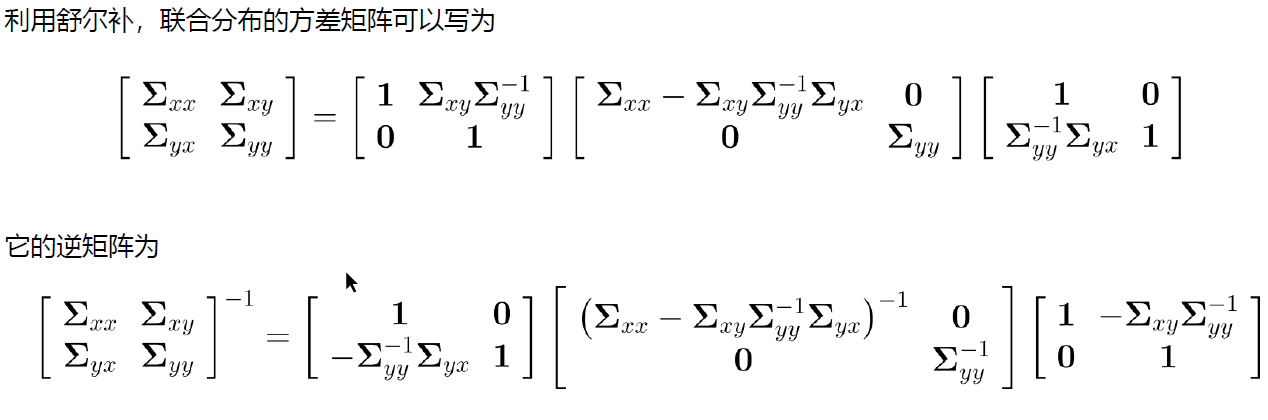 利用舒尔补，联合分布的方差矩阵可以写为
\begin{bmatrix} \mathbf{\Sigma}_{xx} & \mathbf{\Sigma}_{xy} \\ \mathbf{\Sigma}_{yx} & \mathbf{\Sigma}_{yy} \end{bmatrix} = \begin{bmatrix} \mathbf{1} & \mathbf{\Sigma}_{xy}\mathbf{\Sigma}_{yy}^{-1} \\ \mathbf{0} & \mathbf{1} \end{bmatrix} \begin{bmatrix} \mathbf{\Sigma}_{xx} - \mathbf{\Sigma}_{xy}\mathbf{\Sigma}_{yy}^{-1}\mathbf{\Sigma}_{yx} & \mathbf{0} \\ \mathbf{0} & \mathbf{\Sigma}_{yy} \end{bmatrix} \begin{bmatrix} \mathbf{1} & \mathbf{0} \\ \mathbf{\Sigma}_{yy}^{-1}\mathbf{\Sigma}_{yx} & \mathbf{1} \end{bmatrix}
它的逆矩阵为
\begin{bmatrix} \mathbf{\Sigma}_{xx} & \mathbf{\Sigma}_{xy} \\ \mathbf{\Sigma}_{yx} & \mathbf{\Sigma}_{yy} \end{bmatrix}^{-1} = \begin{bmatrix} \mathbf{1} & \mathbf{0} \\ -\mathbf{\Sigma}_{yy}^{-1}\mathbf{\Sigma}_{yx} & \mathbf{1} \end{bmatrix} \begin{bmatrix} \left(\mathbf{\Sigma}_{xx} - \mathbf{\Sigma}_{xy}\mathbf{\Sigma}_{yy}^{-1}\mathbf{\Sigma}_{yx}\right)^{-1} & \mathbf{0} \\ \mathbf{0} & \mathbf{\Sigma}_{yy}^{-1} \end{bmatrix} \begin{bmatrix} \mathbf{1} & -\mathbf{\Sigma}_{xy}\mathbf{\Sigma}_{yy}^{-1} \\ \mathbf{0} & \mathbf{1} \end{bmatrix}